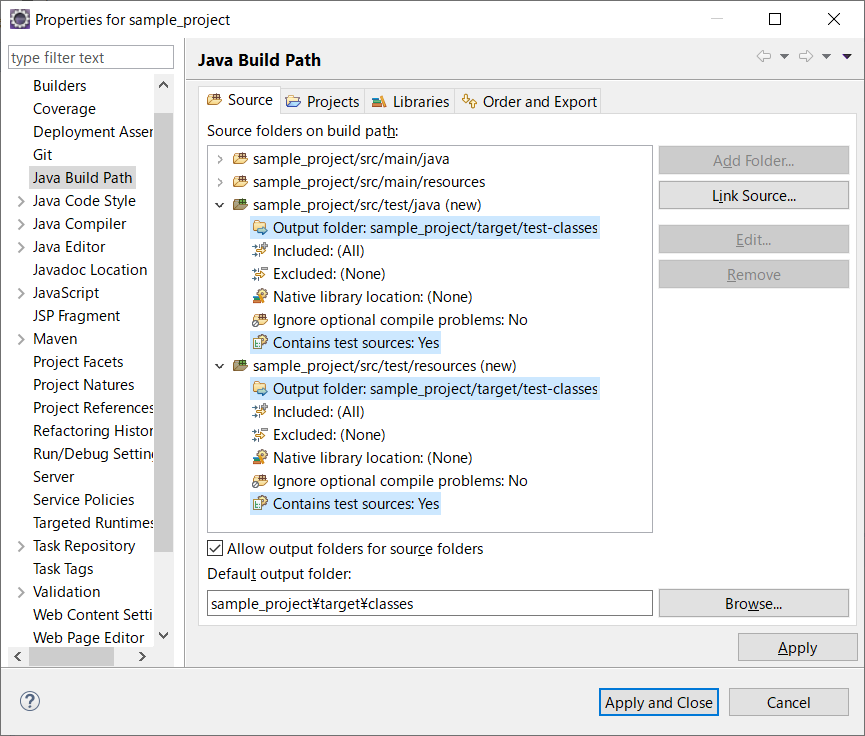 Properties for sample_project
type filter text
Builders
Coverage
Deployment Asser
Git
Java Build Path
Java Code Style
Java Compiler
Java Editor
Javadoc Location
JavaScript
JSP Fragment
Maven
Project Facets
Project Natures
Project References
Refactoring Histor
Run/Debug Setting
Server
Service Policies
Targeted Runtimes
Task Repository
Task Tags
Validation
Web Content Setti
Web Page Editor
Java Build Path
Source Projects Libraries Order and Export
Source folders on build path:
sample_project/src/main/java
sample_project/src/main/resources
sample_project/src/test/java (new)
Output folder: sample_project/target/test-classes
Included: (All)
Excluded: (None)
Native library location: (None)
Ignore optional compile problems: No
Contains test sources: Yes
sample_project/src/test/resources (new)
Output folder: sample_project/target/test-classes
Included: (All)
Excluded: (None)
Native library location: (None)
Ignore optional compile problems: No
Contains test sources: Yes
Add Folder...
Link Source...
Edit...
Remove
Allow output folders for source folders
Default output folder:
sample_project¥target¥classes
Browse...
Apply
Apply and Close
Cancel